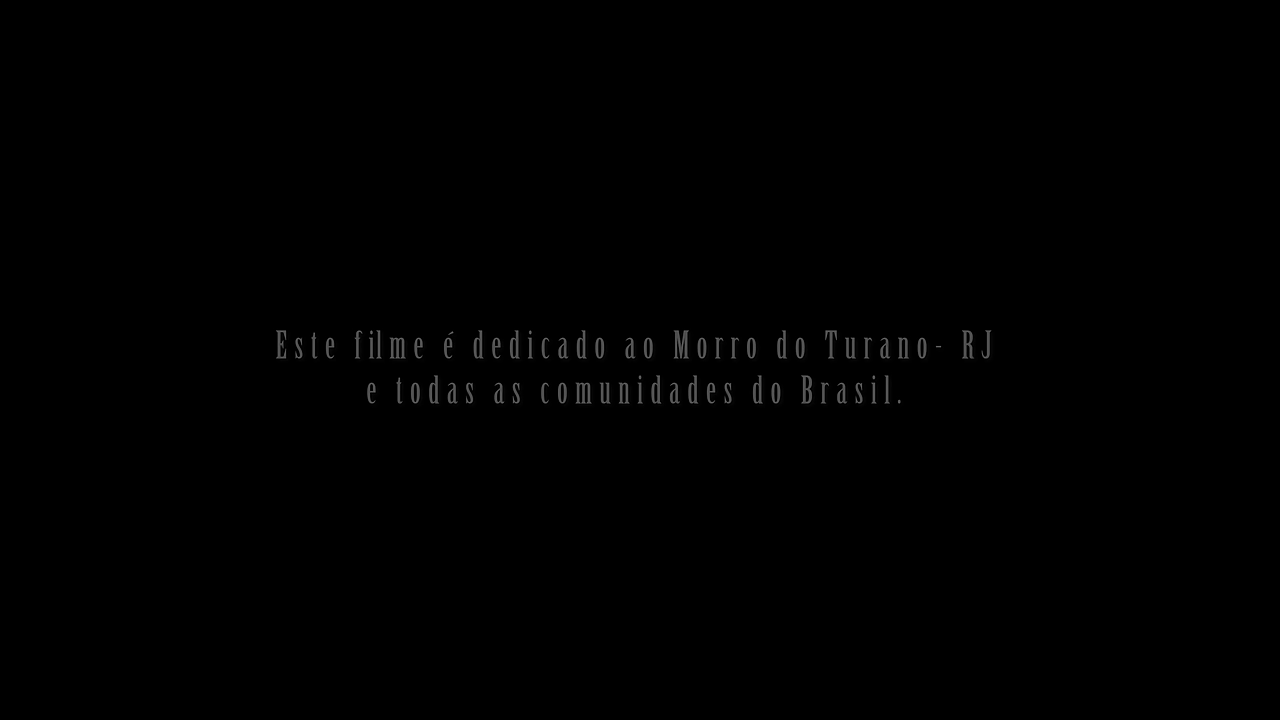 Este filme é dedicado ao Morro do Turano- RJ
e todas as comunidades do Brasil.